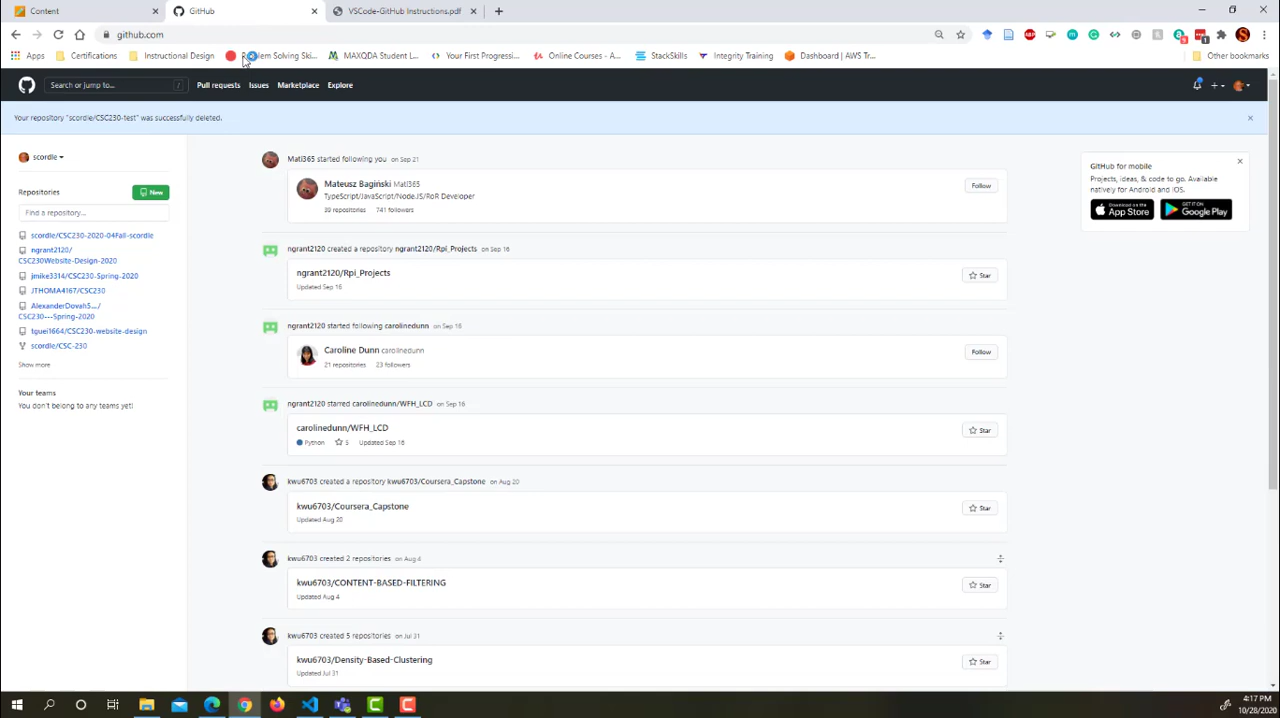 Content
GitHub
VSCode-GitHub Instructions.pdf
github.com
Apps Certifications Instructional Design Problem Solving Ski... MAXQDA Student L... Your First Progressi... Online Courses - A... StackSkills Integrity Training Dashboard | AWS Tr... Other bookmarks
Search or jump to... / Pull requests Issues Marketplace Explore
Your repository "scordle/CSC230-test" was successfully deleted.
scordle
Repositories New
Find a repository...
scordle/CSC230-2020-04Fall-scordle
ngrant2120/
CSC230Website-Design-2020
jmike3314/CSC230-Spring-2020
JTHOMA4167/CSC230
AlexanderDovah5.../
CSC230---Spring-2020
tguei1664/CSC230-website-design
scordle/CSC-230
Show more
Your teams
You don't belong to any teams yet!
Mati365 started following you on Sep 21
Mateusz Bagiński Mati365 Follow
TypeScript/JavaScript/Node.JS/RoR Developer
39 repositories 741 followers
ngrant2120 created a repository ngrant2120/Rpi_Projects on Sep 16
ngrant2120/Rpi_Projects Star
Updated Sep 16
ngrant2120 started following carolinedunn on Sep 16
Caroline Dunn carolinedunn Follow
21 repositories 23 followers
ngrant2120 starred carolinedunn/WFH_LCD on Sep 16
carolinedunn/WFH_LCD Star
Python 5 Updated Sep 16
kwu6703 created a repository kwu6703/Coursera_Capstone on Aug 20
kwu6703/Coursera_Capstone Star
Updated Aug 20
kwu6703 created 2 repositories on Aug 4
kwu6703/CONTENT-BASED-FILTERING Star
Updated Aug 4
kwu6703 created 5 repositories on Jul 31
kwu6703/Density-Based-Clustering Star
Updated Jul 31
GitHub for mobile
Projects, ideas, & code to go. Available
natively for Android and iOS.
Download on the
App Store
GET IT ON
Google Play
4:17 PM
10/28/2020